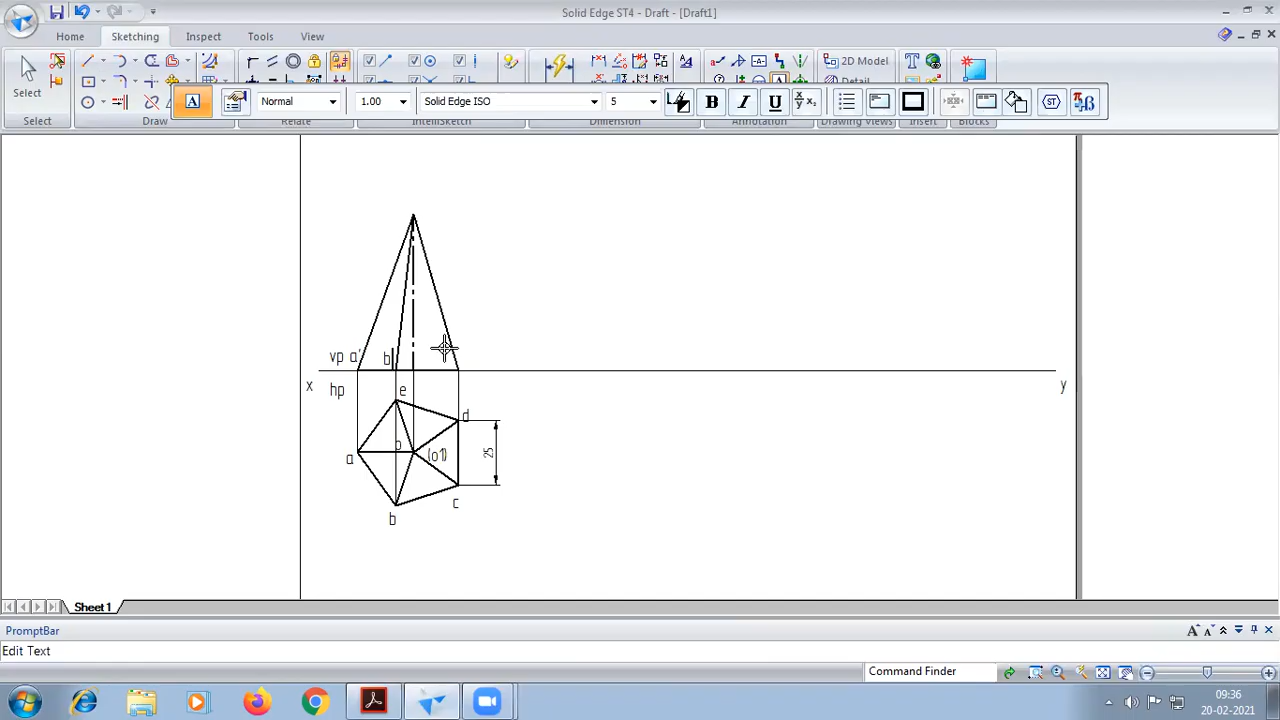 Solid Edge ST4 - Draft - [Draft1]
Home Sketching Inspect Tools View
Select
2D Model
Detail
A Normal 1.00 Solid Edge ISO 5 B I U
Select Draw Relate IntelliSketch Dimension Annotation Drawing Views Insert Blocks
vp a' b
x hp y
e
d
o
(o1)
25
a
c
b
Sheet1
PromptBar
Edit Text
Command Finder
09:36
20-02-2021